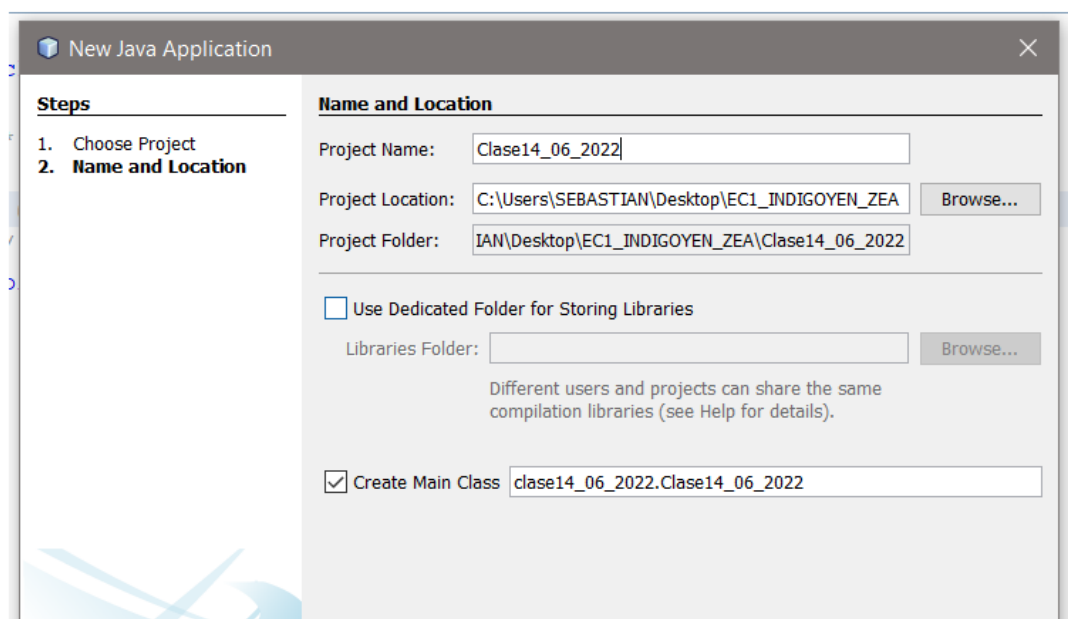 New Java Application
Steps
1. Choose Project
2. Name and Location
Name and Location
Project Name: Clase14_06_2022
Project Location: C:\Users\SEBASTIAN\Desktop\EC1_INDIGOYEN_ZEA Browse...
Project Folder: IAN\Desktop\EC1_INDIGOYEN_ZEA\Clase14_06_2022
Use Dedicated Folder for Storing Libraries
Libraries Folder: Browse...
Different users and projects can share the same
compilation libraries (see Help for details).
Create Main Class clase14_06_2022.Clase14_06_2022